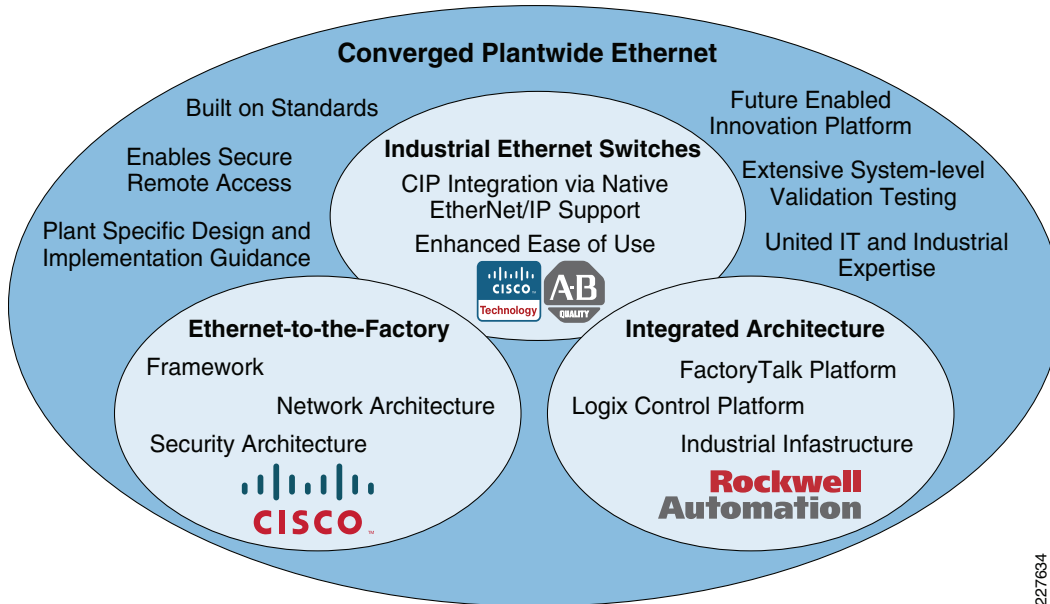 Converged Plantwide Ethernet
Built on Standards
Enables Secure
Remote Access
Plant Specific Design and
Implementation Guidance
Future Enabled
Innovation Platform
Extensive System-level
Validation Testing
United IT and Industrial
Expertise
Industrial Ethernet Switches
CIP Integration via Native
EtherNet/IP Support
Enhanced Ease of Use
CISCO™
Technology
A·B
QUALITY
Ethernet-to-the-Factory
Framework
Network Architecture
Security Architecture
CISCO™
Integrated Architecture
FactoryTalk Platform
Logix Control Platform
Industrial Infastructure
Rockwell
Automation
227634